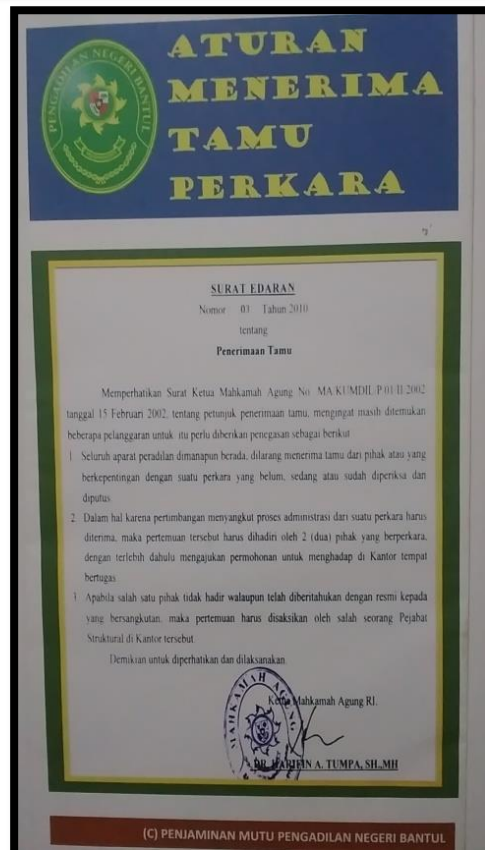 PENGADILAN NEGERI BANTUL
ATURAN
MENERIMA
TAMU
PERKARA
SURAT EDARAN
Nomor 03 Tahun 2010
tentang
Penerimaan Tamu
Memperhatikan Surat Ketua Mahkamah Agung No. MA/KUMDIL/P.01/II/2002
tanggal 15 Februari 2002, tentang petunjuk penerimaan tamu, mengingat masih ditemukan
beberapa pelanggaran untuk itu perlu diberikan penegasan sebagai berikut
1. Seluruh aparat peradilan dimanapun berada, dilarang menerima tamu dari pihak atau yang
berkepentingan dengan suatu perkara yang belum, sedang atau sudah diperiksa dan
diputus.
2. Dalam hal karena pertimbangan menyangkut proses administrasi dari suatu perkara harus
diterima, maka pertemuan tersebut harus dihadiri oleh 2 (dua) pihak yang berperkara,
dengan terlebih dahulu mengajukan permohonan untuk menghadap di Kantor tempat
bertugas.
3. Apabila salah satu pihak tidak hadir walaupun telah diberitahukan dengan resmi kepada
yang bersangkutan, maka pertemuan harus disaksikan oleh salah seorang Pejabat
Struktural di Kantor tersebut.
Demikian untuk diperhatikan dan dilaksanakan.
Ketua Mahkamah Agung RI.
MAHKAMAH AGUNG
DR. HARIFIN A. TUMPA, SH.,MH
(C) PENJAMINAN MUTU PENGADILAN NEGERI BANTUL